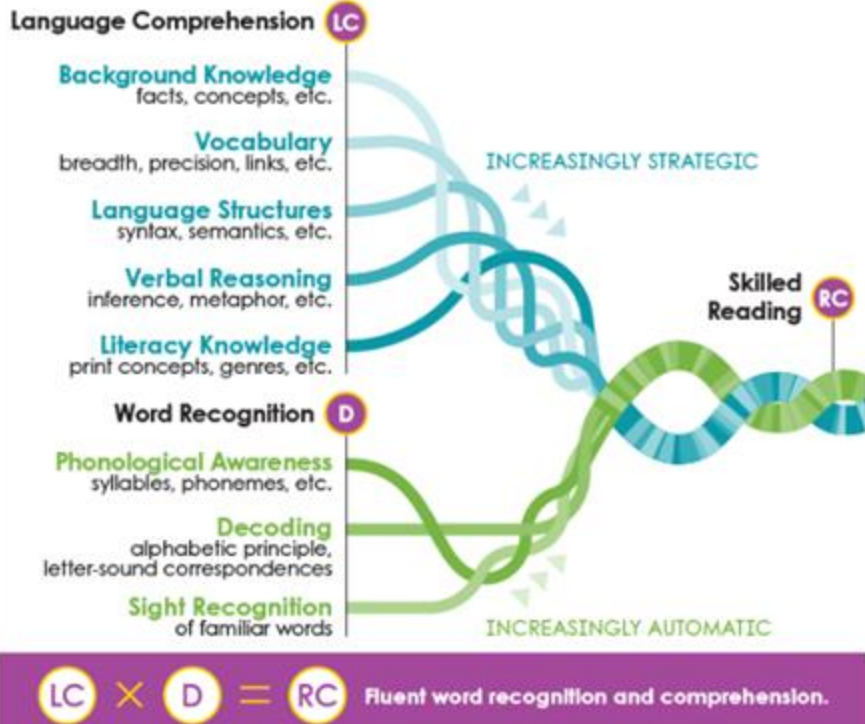 Language Comprehension LC
Background Knowledge
facts, concepts, etc.
Vocabulary
breadth, precision, links, etc.
Language Structures
syntax, semantics, etc.
Verbal Reasoning
inference, metaphor, etc.
Literacy Knowledge
print concepts, genres, etc.
INCREASINGLY STRATEGIC
Skilled
Reading
RC
Word Recognition D
Phonological Awareness
syllables, phonemes, etc.
Decoding
alphabetic principle,
letter-sound correspondences
Sight Recognition
of familiar words
INCREASINGLY AUTOMATIC
LC × D = RC Fluent word recognition and comprehension.